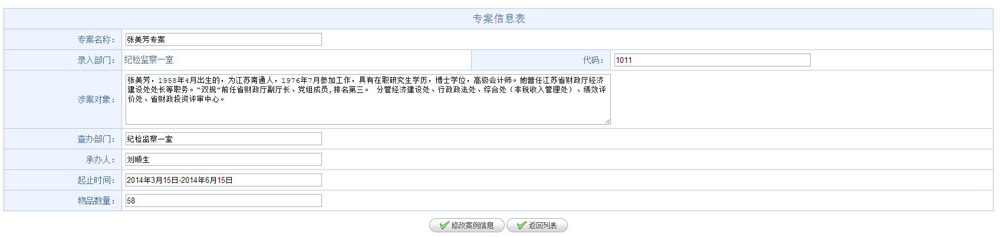 专案信息表
专案名称： 张美芳专案
录入部门： 纪检监察一室 代码： 1011
涉案对象：
张美芳，1958年4月出生的，为江苏南通人，1976年7月参加工作，具有在职研究生学历，博士学位，高级会计师。她曾任江苏省财政厅经济
建设处处长等职务。“双规”前任省财政厅副厅长、党组成员,排名第三。 分管经济建设处、行政政法处、综合处（非税收入管理处）、绩效评
价处、省财政投资评审中心。
查办部门： 纪检监察一室
承办人： 刘顺生
起止时间： 2014年3月15日-2014年6月15日
物品数量： 58
修改案例信息 返回列表